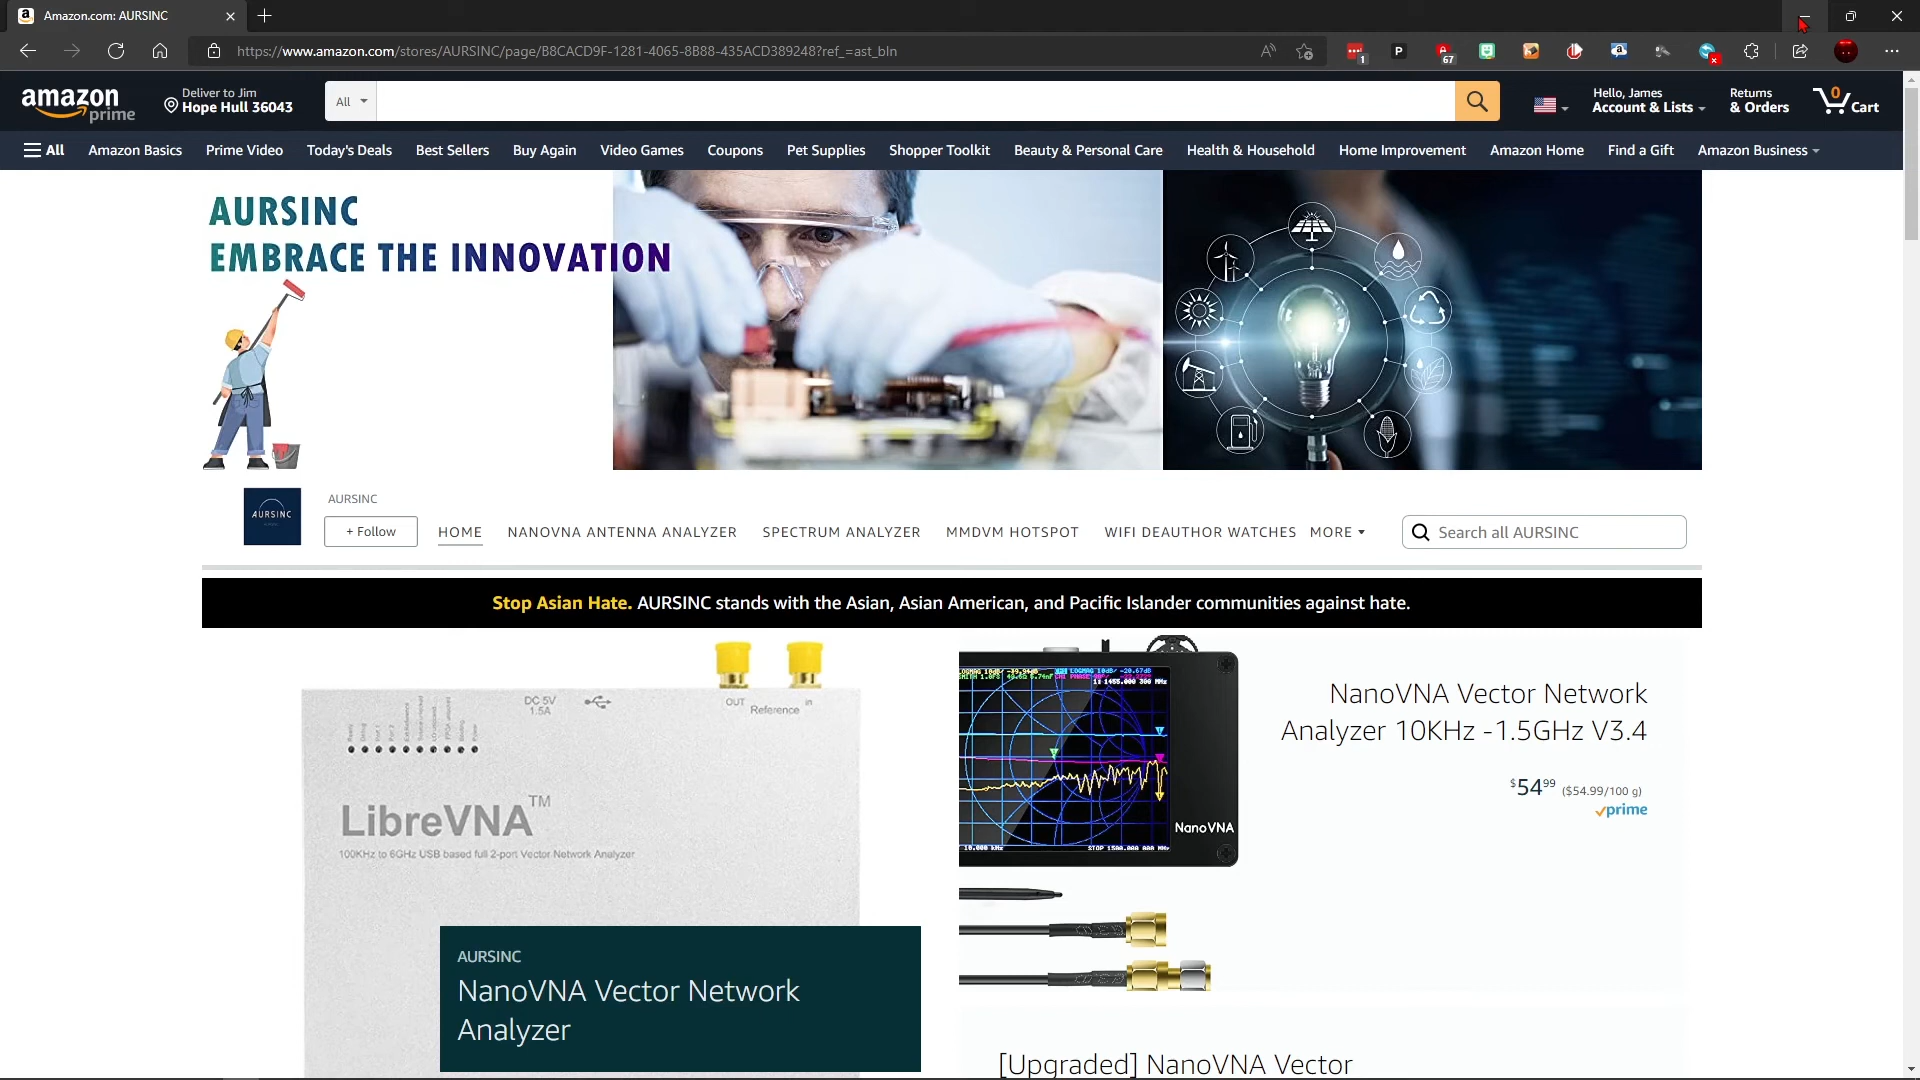 Amazon.com: AURSINC
https://www.amazon.com/stores/AURSINC/page/B8CACD9F-1281-4065-8B88-435ACD389248?ref_=ast_bln
1
P
67
amazon prime
Deliver to Jim
Hope Hull 36043
All
Hello, James
Account & Lists
Returns
& Orders
0
Cart
All Amazon Basics Prime Video Today's Deals Best Sellers Buy Again Video Games Coupons Pet Supplies Shopper Toolkit Beauty & Personal Care Health & Household Home Improvement Amazon Home Find a Gift Amazon Business
AURSINC
EMBRACE THE INNOVATION
AURSINC
AURSINC
+ Follow
HOME NANOVNA ANTENNA ANALYZER SPECTRUM ANALYZER MMDVM HOTSPOT WIFI DEAUTHOR WATCHES MORE
Search all AURSINC
Stop Asian Hate. AURSINC stands with the Asian, Asian American, and Pacific Islander communities against hate.
DC 5V
1.5A
OUT Reference in
LibreVNA™
100KHz to 6GHz USB based full 2-port Vector Network Analyzer
AURSINC
NanoVNA Vector Network
Analyzer
NanoVNA
NanoVNA Vector Network
Analyzer 10KHz -1.5GHz V3.4
$54.99 ($54.99/100 g)
prime
[Upgraded] NanoVNA Vector